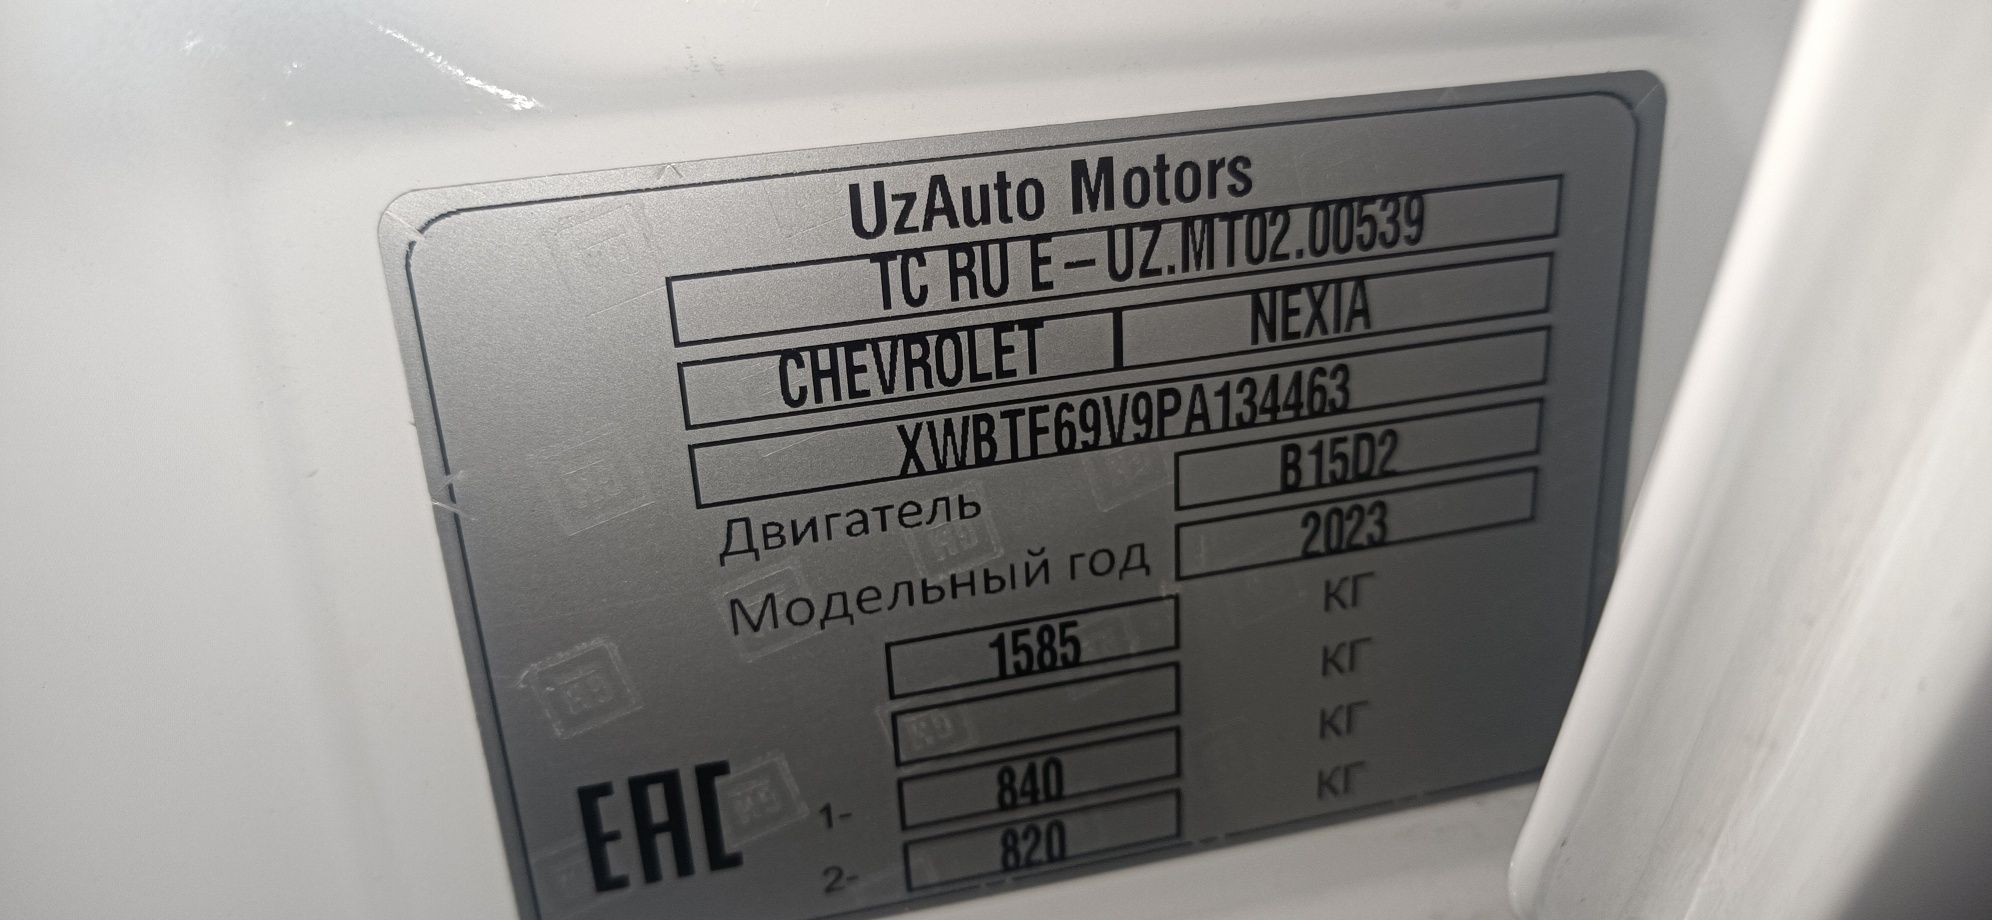 UzAuto Motors
TC RU E-UZ.MT02.00539
CHEVROLET NEXIA
XWBTF69V9PA134463
Двигатель B15D2
Модельный год 2023
1585 КГ
КГ
1- 840 КГ
2- 820 КГ
EAC